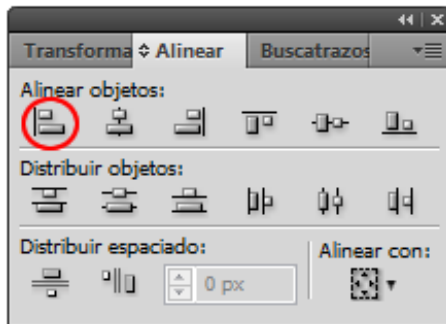 Transforma Alinear Buscatrazos
Alinear objetos:
Distribuir objetos:
Distribuir espaciado: Alinear con:
0 px